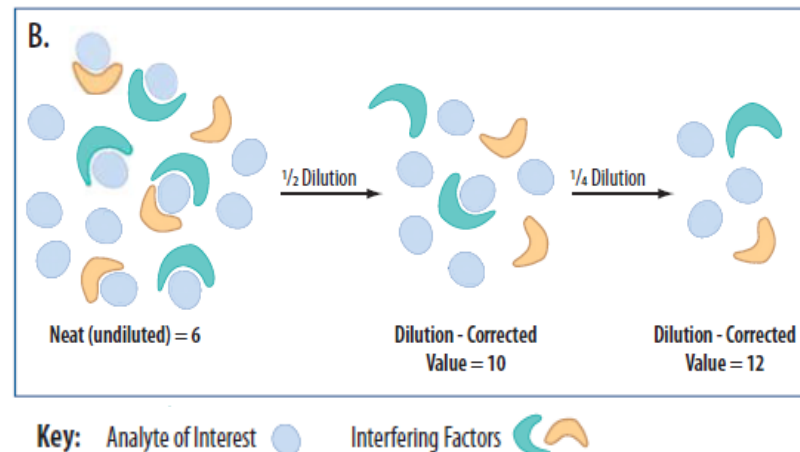 B.
½ Dilution
¼ Dilution
Neat (undiluted) = 6
Dilution - Corrected
Value = 10
Dilution - Corrected
Value = 12
Key: Analyte of Interest Interfering Factors